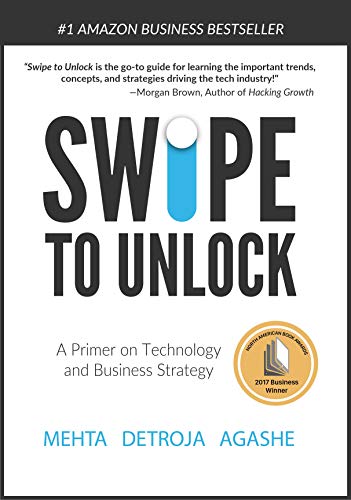 #1 AMAZON BUSINESS BESTSELLER
“Swipe to Unlock is the go-to guide for learning the important trends,
concepts, and strategies driving the tech industry!"
—Morgan Brown, Author of Hacking Growth
SWiPE
TO UNLOCK
A Primer on Technology
and Business Strategy
NORTH AMERICAN BOOK AWARDS
2017 Business
Winner
MEHTA DETROJA AGASHE